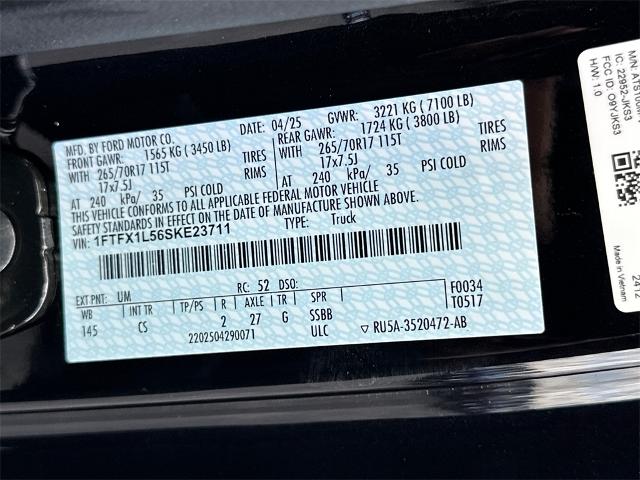 MFD. BY FORD MOTOR CO.
DATE: 04/25 GVWR: 3221 KG ( 7100 LB)
FRONT GAWR: 1565 KG ( 3450 LB)
WITH 265/70R17 115T TIRES
17x7.5J RIMS
AT 240 kPa/ 35 PSI COLD
REAR GAWR: 1724 KG ( 3800 LB)
WITH 265/70R17 115T TIRES
17x7.5J RIMS
AT 240 kPa/ 35 PSI COLD
THIS VEHICLE CONFORMS TO ALL APPLICABLE FEDERAL MOTOR VEHICLE
SAFETY STANDARDS IN EFFECT ON THE DATE OF MANUFACTURE SHOWN ABOVE.
VIN: 1FTFX1L56SKE23711 TYPE: Truck
EXT PNT: UM RC: 52 DSO: F0034
WB INT TR TP/PS R AXLE TR SPR T0517
145 CS 2 27 G SSBB
ULC
2202504290071
▽ RU5A-3520472-AB
IC: 22952-JKS3
FCC ID: O9YJKS3
H/W: 1.0
2412
Made in Vietnam